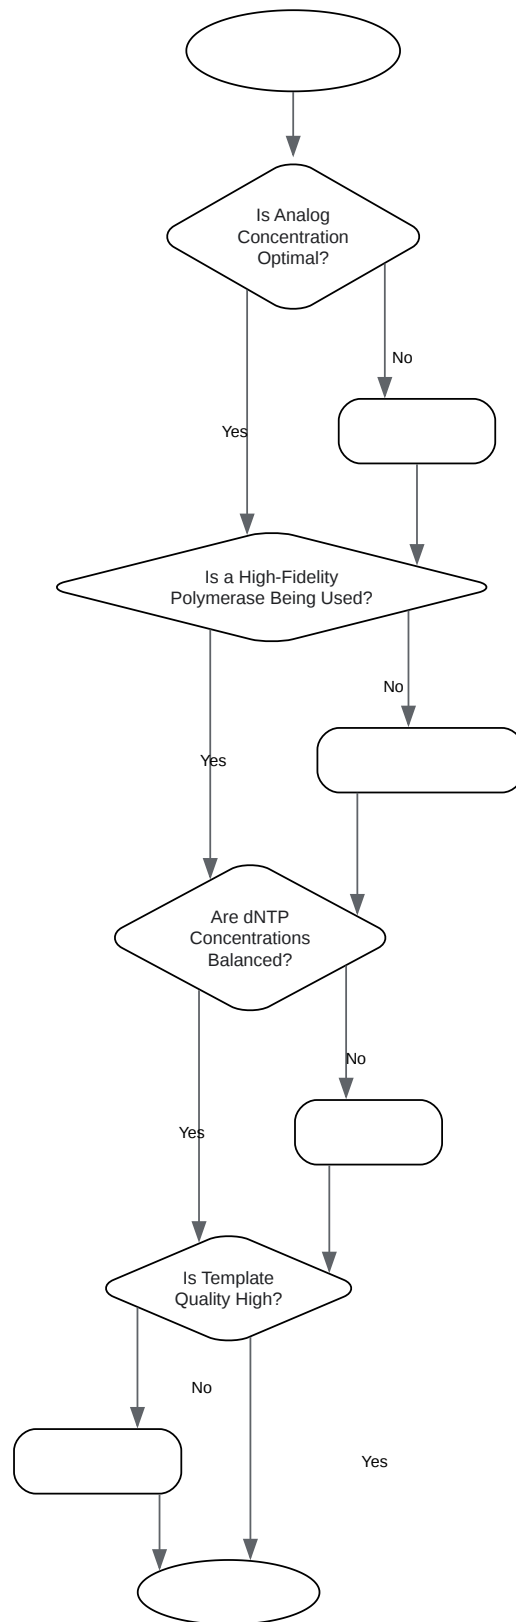 Is Analog
Concentration
Optimal?
No
Yes
Is a High-Fidelity
Polymerase Being Used?
No
Yes
Are dNTP
Concentrations
Balanced?
No
Yes
Is Template
Quality High?
No
Yes